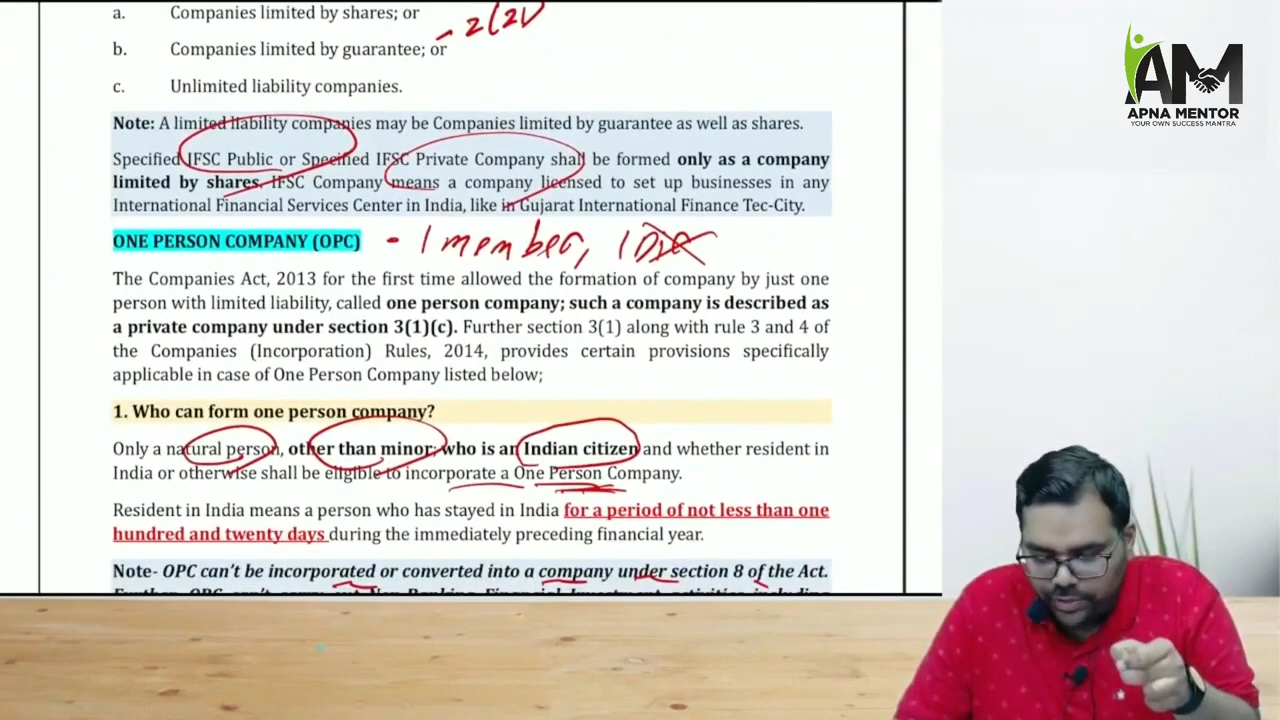 a. Companies limited by shares; or
b. Companies limited by guarantee; or
c. Unlimited liability companies.
Note: A limited liability companies may be Companies limited by guarantee as well as shares.
Specified IFSC Public or Specified IFSC Private Company shall be formed only as a company
limited by shares. IFSC Company means a company licensed to set up businesses in any
International Financial Services Center in India, like in Gujarat International Finance Tec-City.
ONE PERSON COMPANY (OPC) - 1 member, 1
The Companies Act, 2013 for the first time allowed the formation of company by just one
person with limited liability, called one person company; such a company is described as
a private company under section 3(1)(c). Further section 3(1) along with rule 3 and 4 of
the Companies (Incorporation) Rules, 2014, provides certain provisions specifically
applicable in case of One Person Company listed below;
1. Who can form one person company?
Only a natural person, other than minor; who is an Indian citizen and whether resident in
India or otherwise shall be eligible to incorporate a One Person Company.
Resident in India means a person who has stayed in India for a period of not less than one
hundred and twenty days during the immediately preceding financial year.
Note- OPC can't be incorporated or converted into a company under section 8 of the Act.
AM
APNA MENTOR
YOUR OWN SUCCESS MANTRA